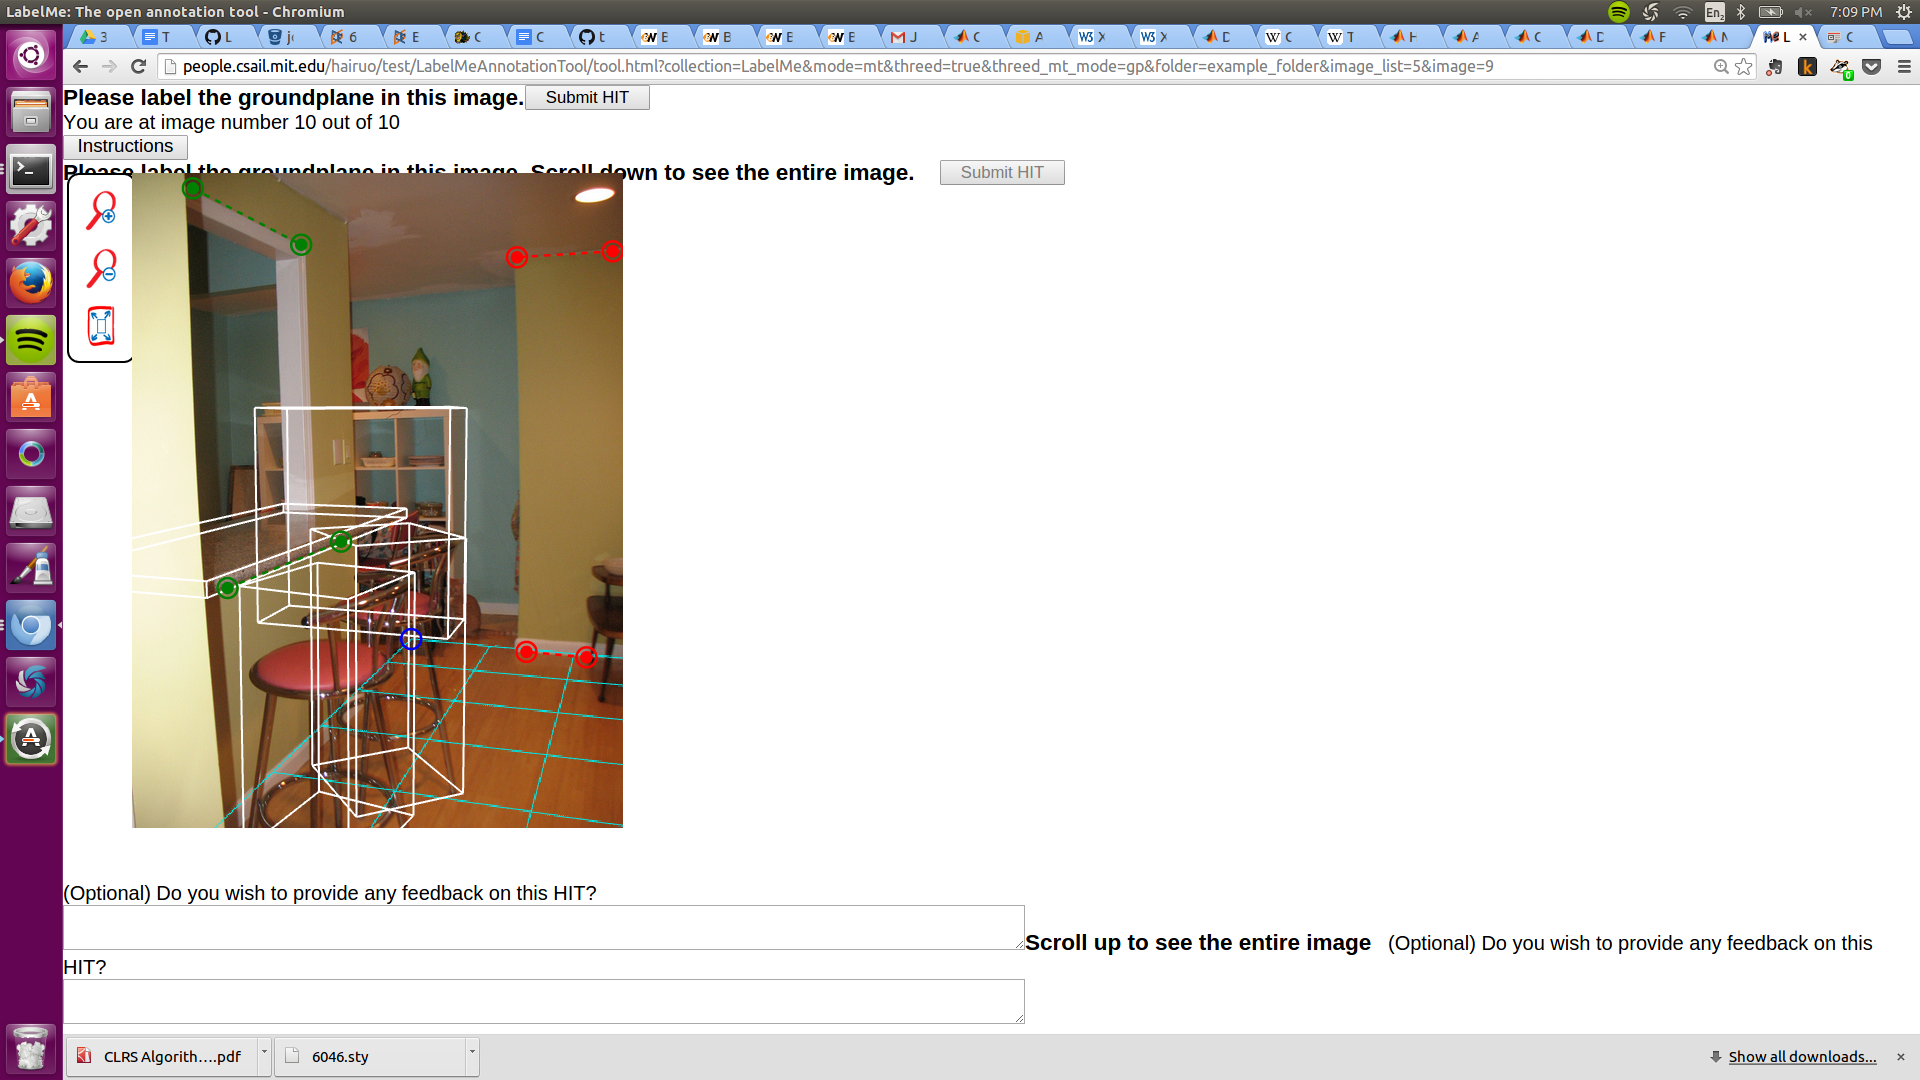 LabelMe: The open annotation tool - Chromium
En2
7:09 PM
3
T
L
6
E
C
C
t
E
B
E
E
J
C
A
W3 X
W3 X
D
W C
W T
H
A
C
D
F
L ×
C
people.csail.mit.edu/hairuo/test/LabelMeAnnotationTool/tool.html?collection=LabelMe&mode=mt&threed=true&threed_mt_mode=gp&folder=example_folder&image_list=5&image=9
Please label the groundplane in this image. Submit HIT
You are at image number 10 out of 10
Instructions
Please label the groundplane in this image. Scroll down to see the entire image. Submit HIT
(Optional) Do you wish to provide any feedback on this HIT?
Scroll up to see the entire image (Optional) Do you wish to provide any feedback on this
HIT?
CLRS Algorith....pdf
6046.sty
Show all downloads...